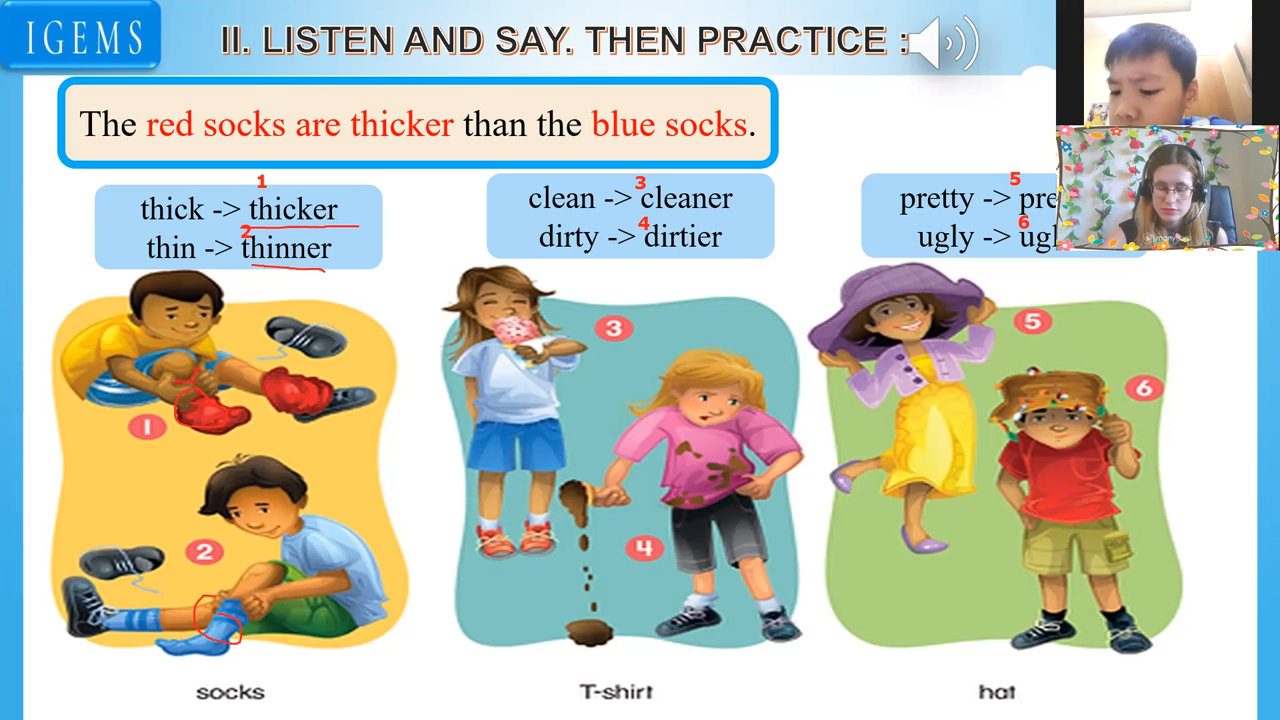 IGEMS
II. LISTEN AND SAY. THEN PRACTICE :
The red socks are thicker than the blue socks.
1
thick -> thicker
2
thin -> thinner
3
clean -> cleaner
4
dirty -> dirtier
5
pretty -> pre
6
ugly -> ugl
1
2
3
4
5
6
socks
T-shirt
hat